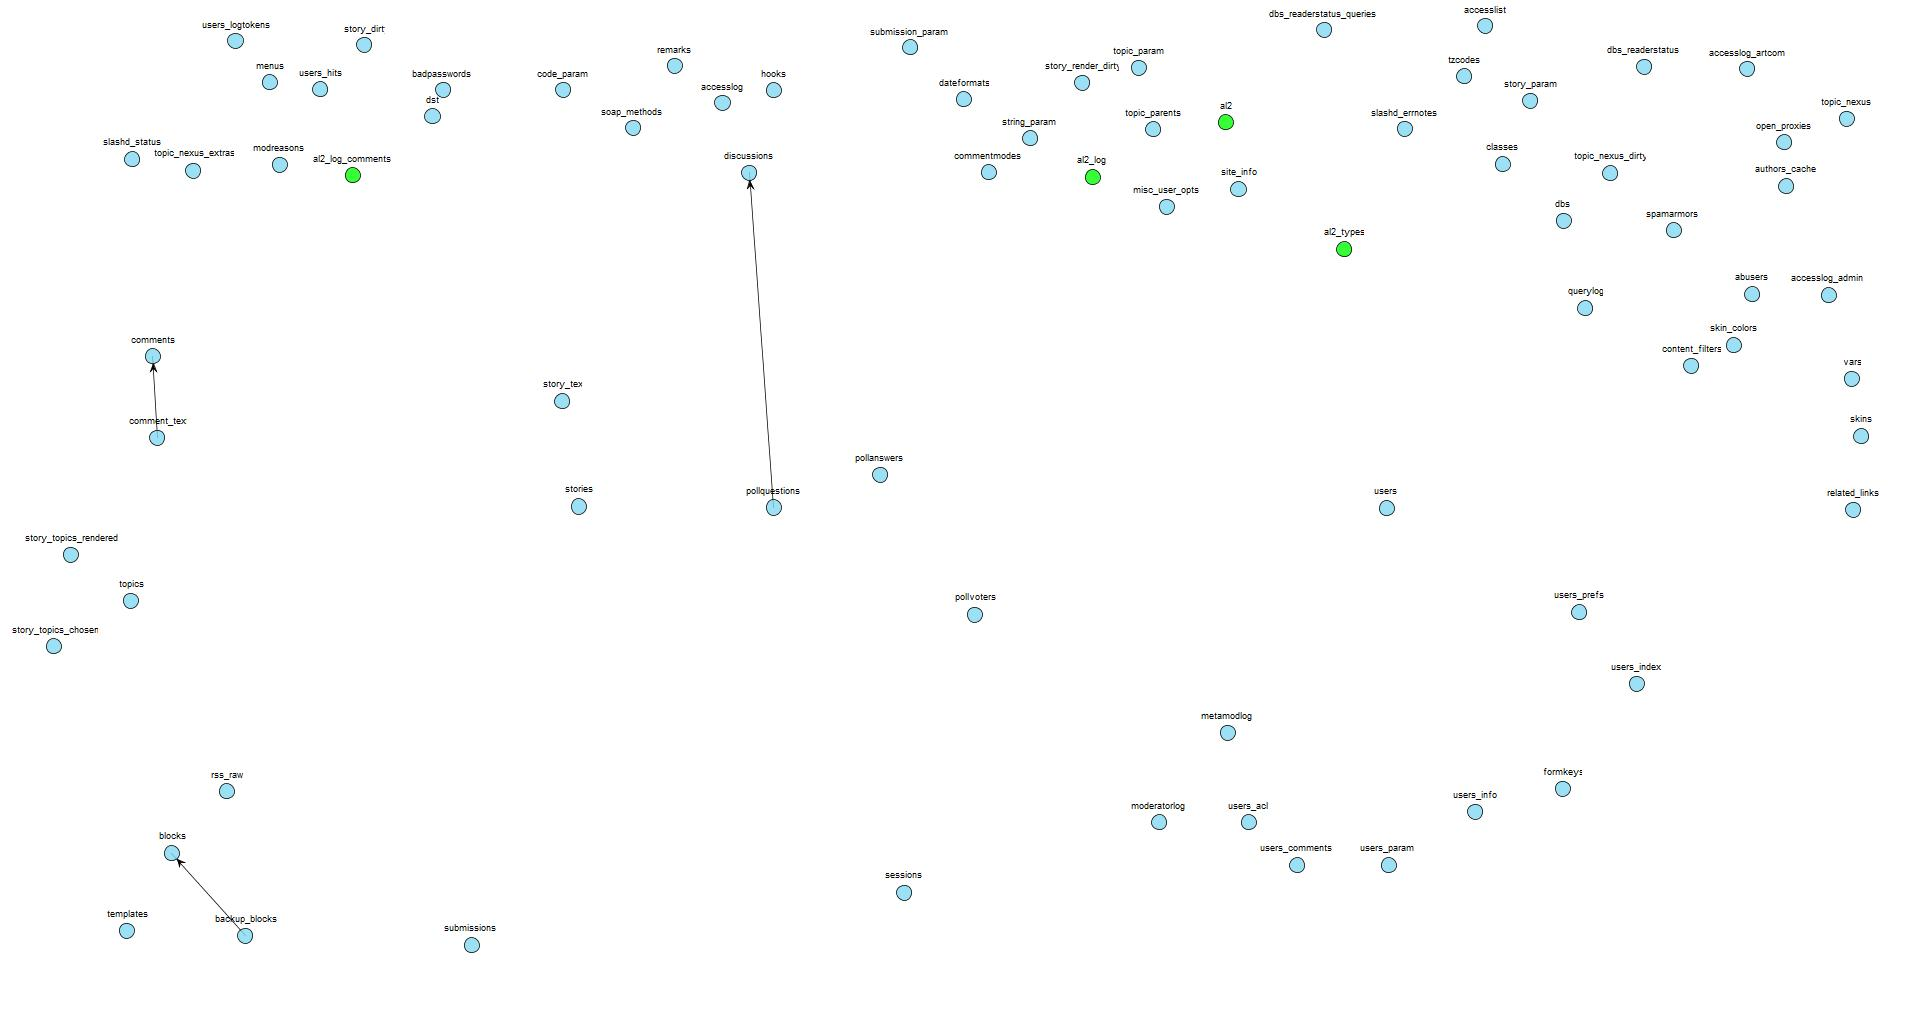 accesslist
dbs_readerstatus_queries
users_logtokens
story_dirt
submission_param
remarks
topic_param
dbs_readerstatus
accesslog_artcom
tzcodes
menus
users_hits
badpasswords
code_param
hooks
story_render_dirty
dateformats
story_param
accesslog
dst
topic_nexus
al2
soap_methods
topic_parents
slashd_errnotes
string_param
open_proxies
slashd_status
topic_nexus_extras
modreasons
al2_log_comments
discussions
commentmodes
al2_log
classes
topic_nexus_dirty
authors_cache
site_info
misc_user_opts
dbs
spamarmors
al2_types
abusers
accesslog_admin
querylog
skin_colors
comments
content_filters
vars
story_tex
comment_tex
skins
pollanswers
stories
pollquestions
users
related_links
story_topics_rendered
topics
pollvoters
users_prefs
story_topics_chosen
users_index
metamodlog
rss_raw
formkeys
users_info
moderatorlog
users_acl
blocks
users_comments
users_param
sessions
templates
backup_blocks
submissions